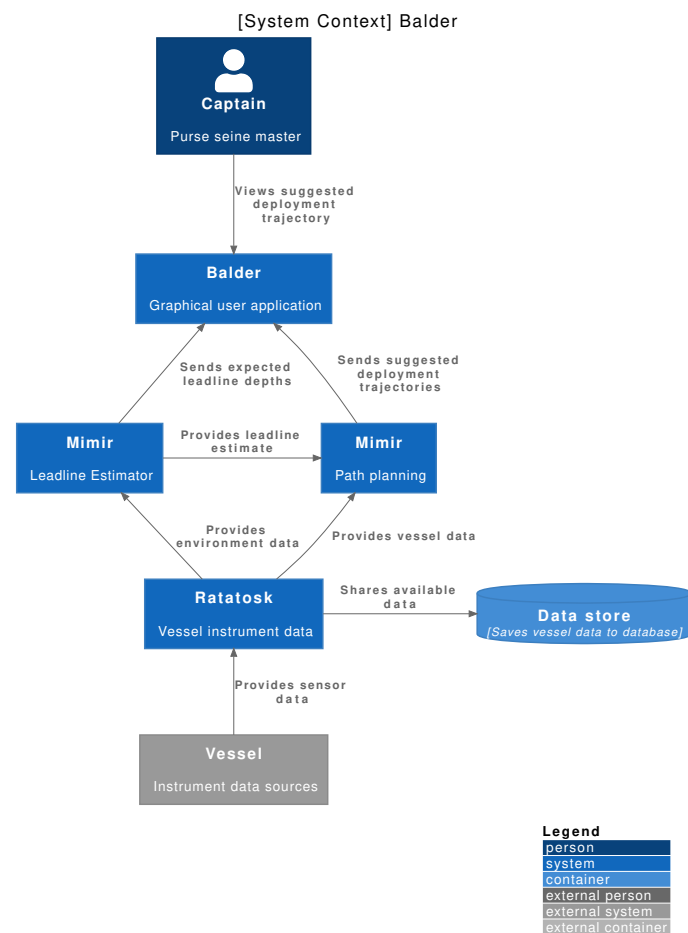 [System Context] Balder
Captain
Purse seine master
Views suggested
deployment
trajectory
Balder
Graphical user application
Sends expected
leadline depths
Sends suggested
deployment
trajectories
Mimir
Leadline Estimator
Provides leadline
estimate
Mimir
Path planning
Provides
environment data
Provides vessel data
Ratatosk
Vessel instrument data
Shares available
data
Data store
[Saves vessel data to database]
Provides sensor
data
Vessel
Instrument data sources
Legend
person
system
container
external person
external system
external container